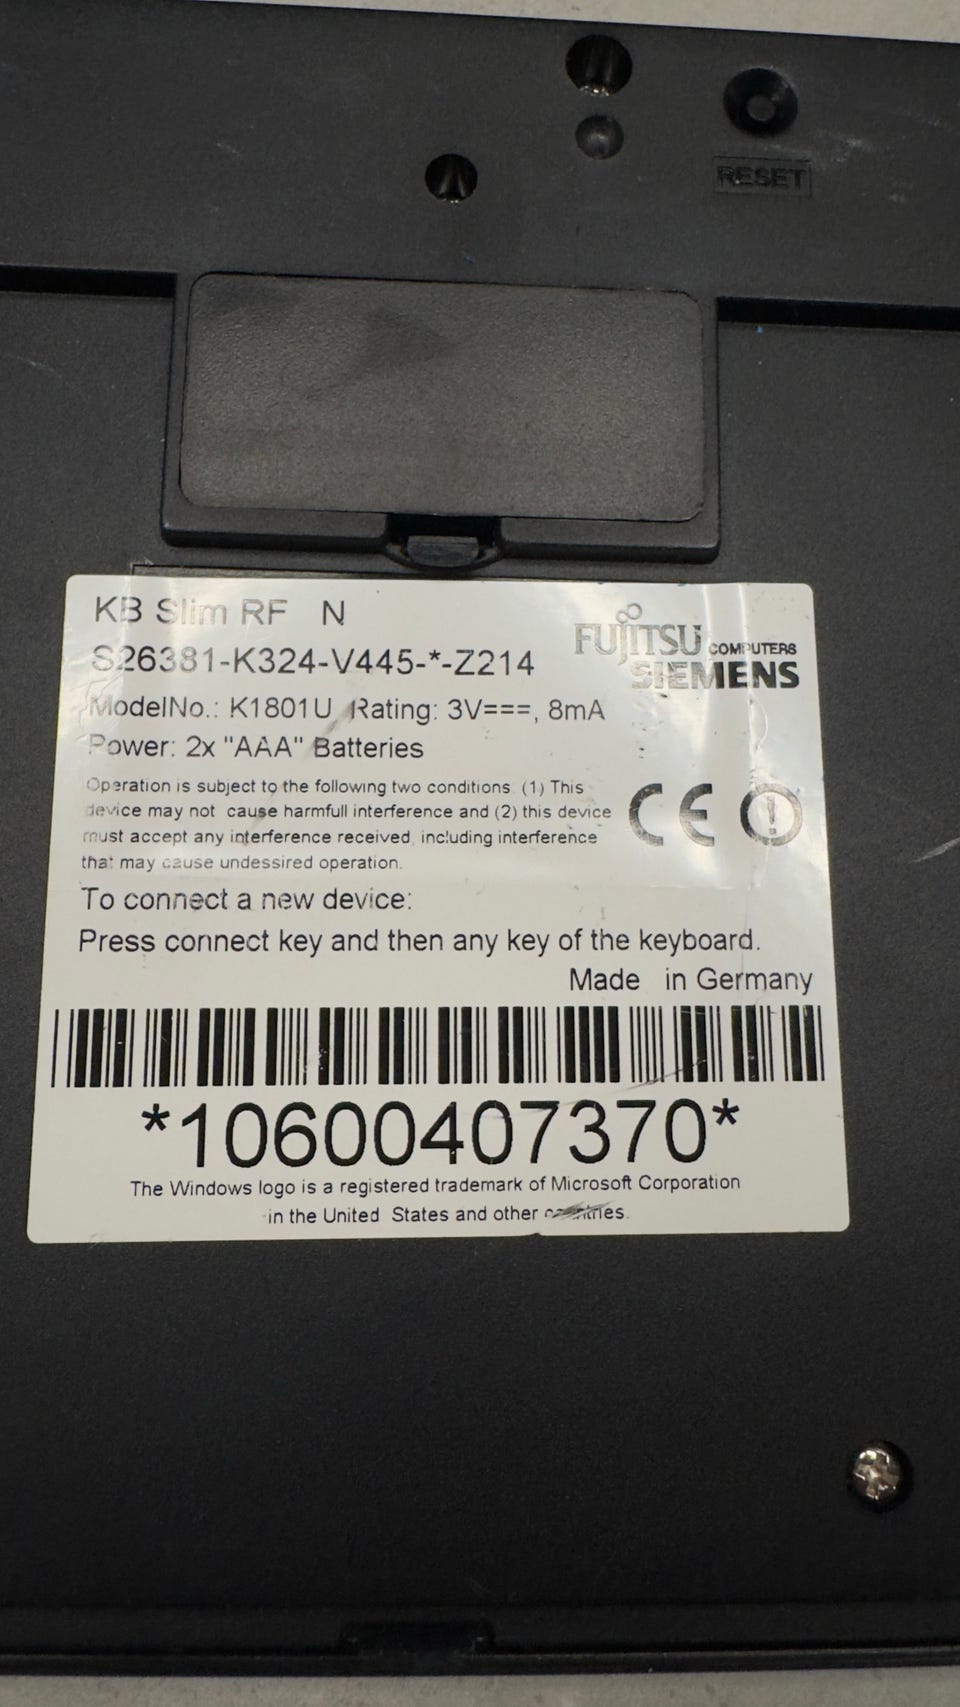 RESET
KB Slim RF N
FUJITSU COMPUTERS
SIEMENS
S26381-K324-V445-*-Z214
ModelNo.: K1801U Rating: 3V===, 8mA
Power: 2x "AAA" Batteries
Operation is subject to the following two conditions (1) This
device may not cause harmfull interference and (2) this device
must accept any interference received, including interference
that may cause undessired operation.
CE
To connect a new device:
Press connect key and then any key of the keyboard.
Made in Germany
*10600407370*
The Windows logo is a registered trademark of Microsoft Corporation
in the United States and other countries.